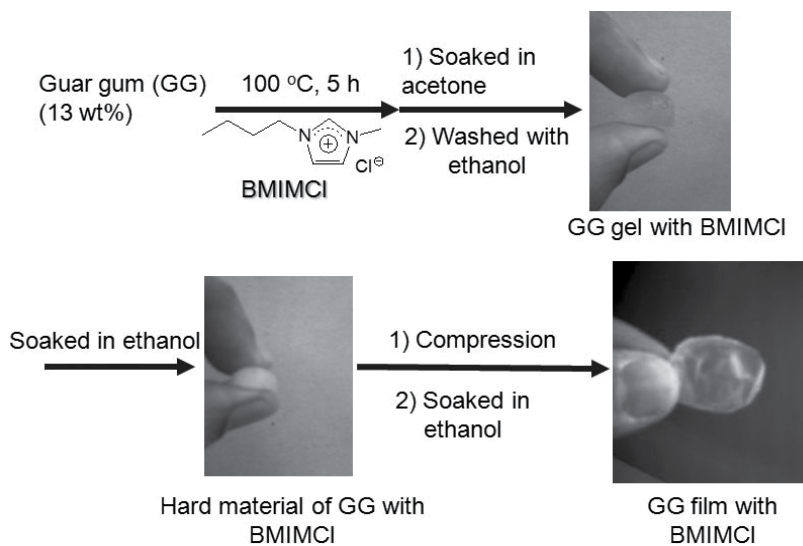 Guar gum (GG)
(13 wt%)
100 °C, 5 h
N
N
+
Cl⊖
BMIMCl
1) Soaked in
acetone
2) Washed with
ethanol
GG gel with BMIMCl
Soaked in ethanol
Hard material of GG with
BMIMCl
1) Compression
2) Soaked in
ethanol
GG film with
BMIMCl